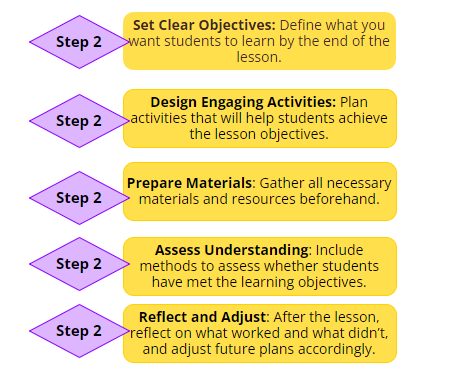 Step 2
Set Clear Objectives: Define what you
want students to learn by the end of the
lesson.
Step 2
Design Engaging Activities: Plan
activities that will help students achieve
the lesson objectives.
Step 2
Prepare Materials: Gather all necessary
materials and resources beforehand.
Step 2
Assess Understanding: Include
methods to assess whether students
have met the learning objectives.
Step 2
Reflect and Adjust: After the lesson,
reflect on what worked and what didn't,
and adjust future plans accordingly.